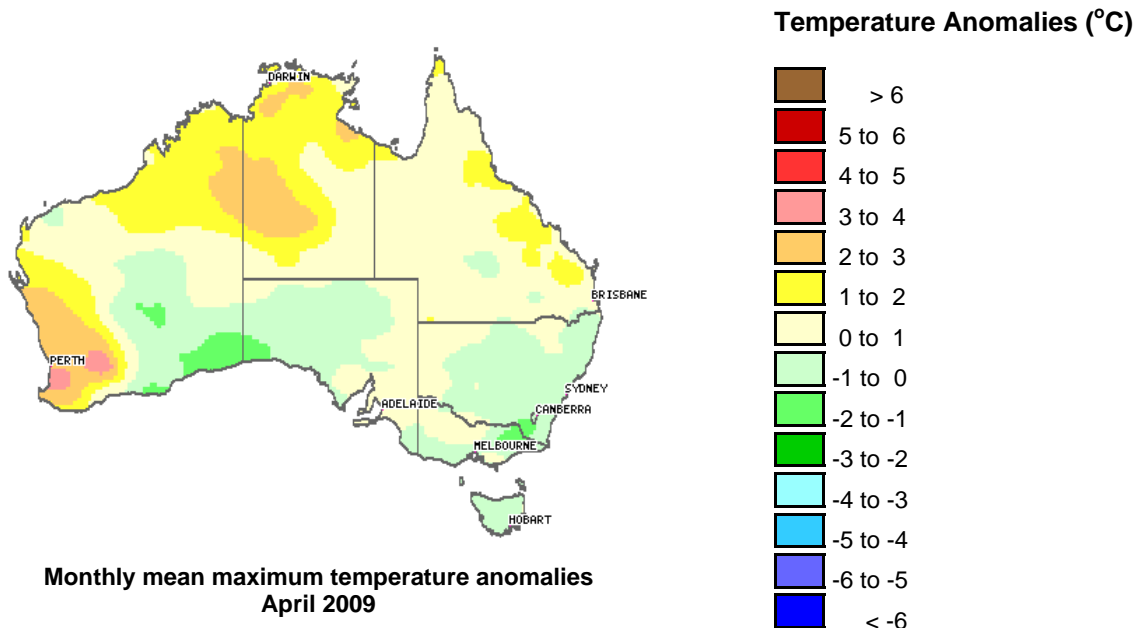 Temperature Anomalies (°C)
> 6
5 to 6
4 to 5
3 to 4
2 to 3
1 to 2
0 to 1
-1 to 0
-2 to -1
-3 to -2
-4 to -3
-5 to -4
-6 to -5
< -6
DARWIN
BRISBANE
PERTH
SYDNEY
ADELAIDE
CANBERRA
MELBOURNE
HOBART
Monthly mean maximum temperature anomalies
April 2009